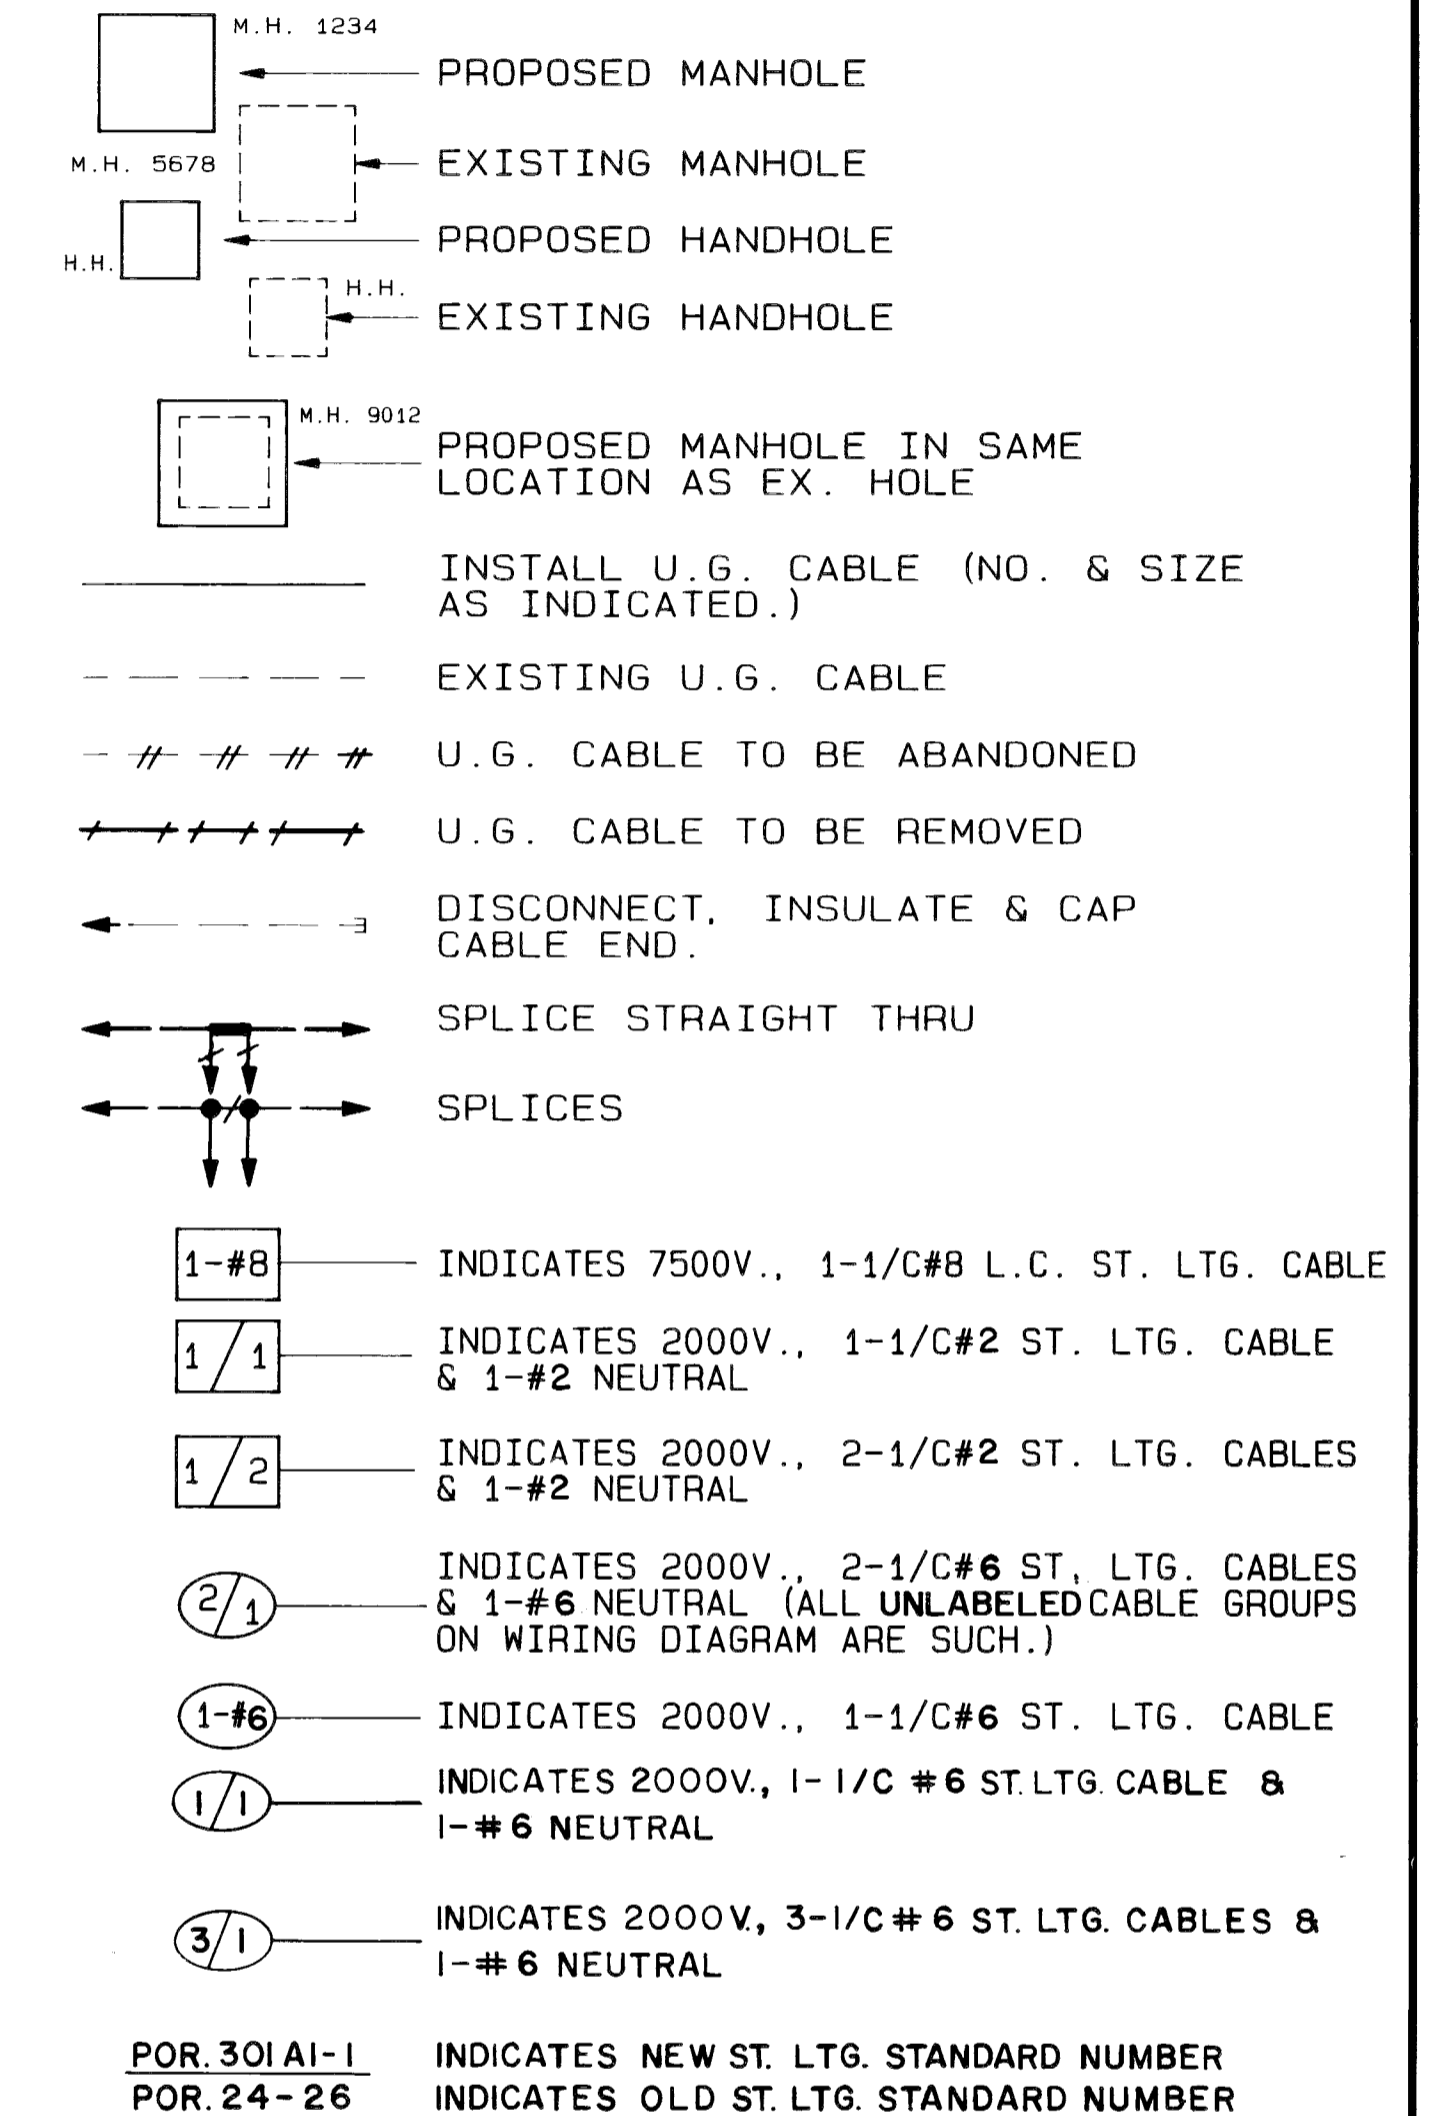 M.H. 1234
PROPOSED MANHOLE
M.H. 5678
EXISTING MANHOLE
H.H.
PROPOSED HANDHOLE
H.H.
EXISTING HANDHOLE
M.H. 9012
PROPOSED MANHOLE IN SAME
LOCATION AS EX. HOLE
INSTALL U.G. CABLE (NO. & SIZE
AS INDICATED.)
EXISTING U.G. CABLE
U.G. CABLE TO BE ABANDONED
U.G. CABLE TO BE REMOVED
DISCONNECT, INSULATE & CAP
CABLE END.
SPLICE STRAIGHT THRU
SPLICES
1-#8
INDICATES 7500V., 1-1/C#8 L.C. ST. LTG. CABLE
1/1
INDICATES 2000V., 1-1/C#2 ST. LTG. CABLE
& 1-#2 NEUTRAL
1/2
INDICATES 2000V., 2-1/C#2 ST. LTG. CABLES
& 1-#2 NEUTRAL
2/1
INDICATES 2000V., 2-1/C#6 ST. LTG. CABLES
& 1-#6 NEUTRAL (ALL UNLABELED CABLE GROUPS
ON WIRING DIAGRAM ARE SUCH.)
1-#6
INDICATES 2000V., 1-1/C#6 ST. LTG. CABLE
1/1
INDICATES 2000V., 1-1/C #6 ST. LTG. CABLE &
1-#6 NEUTRAL
3/1
INDICATES 2000V., 3-1/C#6 ST. LTG. CABLES &
1-#6 NEUTRAL
POR. 301 A1-1 INDICATES NEW ST. LTG. STANDARD NUMBER
POR. 24-26 INDICATES OLD ST. LTG. STANDARD NUMBER